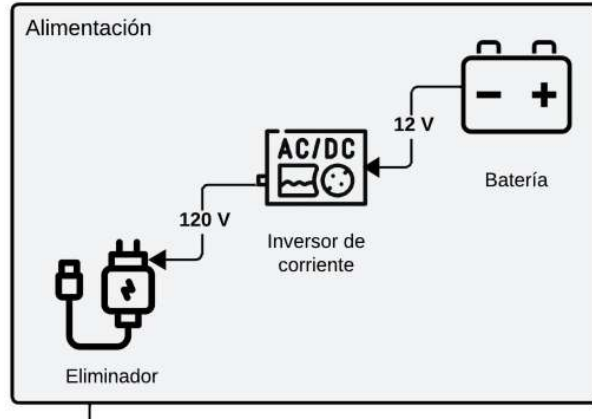 Alimentación
12 V
AC/DC
Batería
120 V
Inversor de
corriente
Eliminador